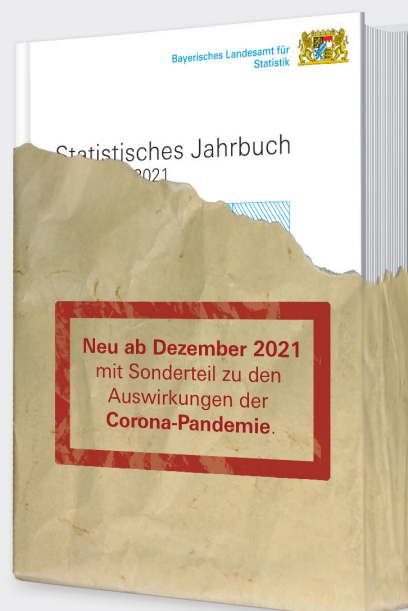 Bayerisches Landesamt für
Statistik
Statistisches Jahrbuch
2021
Neu ab Dezember 2021
mit Sonderteil zu den
Auswirkungen der
Corona-Pandemie.